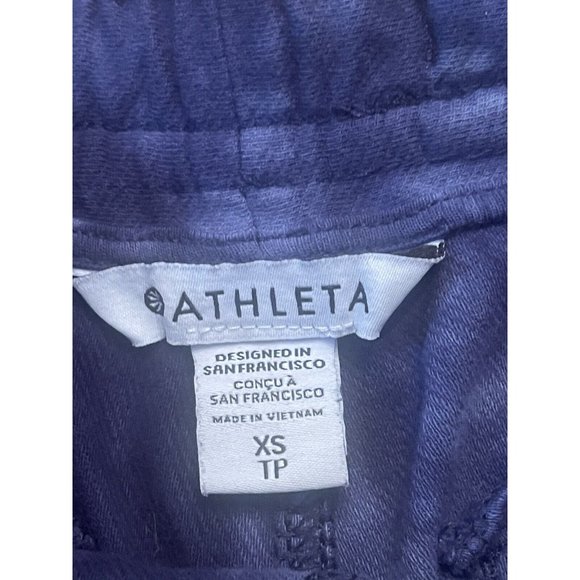 ATHLETA
DESIGNED IN
SAN FRANCISCO
CONÇU À
SAN FRANCISCO
MADE IN VIETNAM
XS
TP